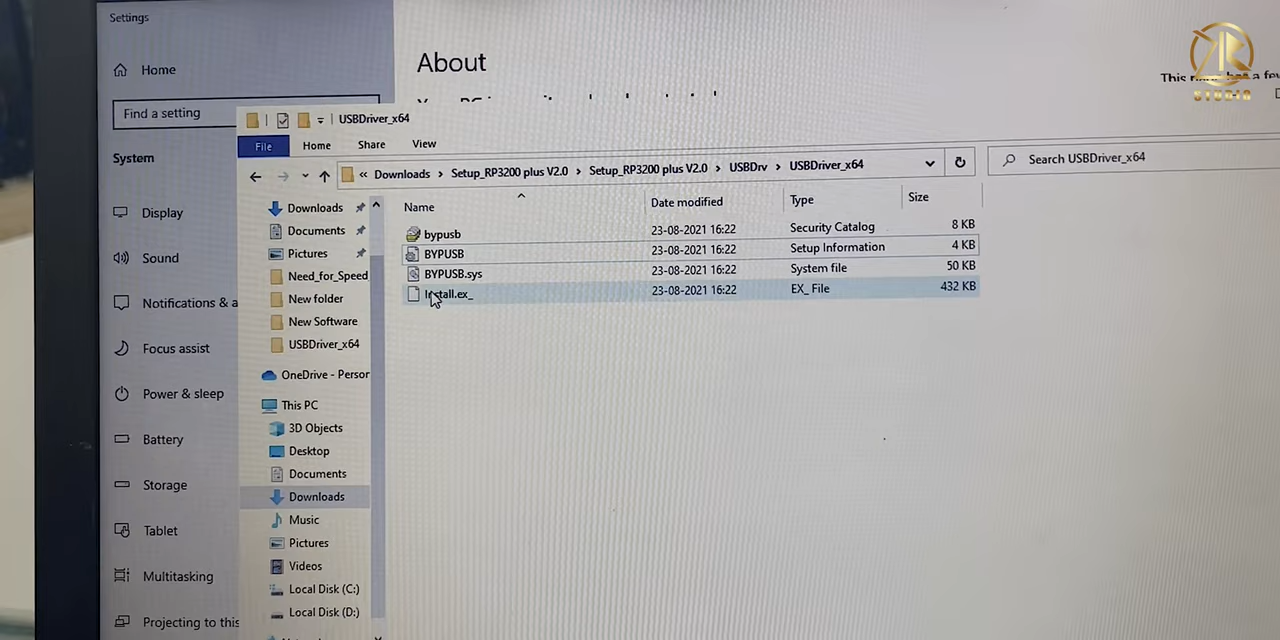 Settings
About
This page has a few
STUDIO
Home
Find a setting
System
Display
Sound
Notifications & a
Focus assist
Power & sleep
Battery
Storage
Tablet
Multitasking
Projecting to this
USBDriver_x64
File Home Share View
« Downloads › Setup_RP3200 plus V2.0 › Setup_RP3200 plus V2.0 › USBDrv › USBDriver_x64
Search USBDriver_x64
Downloads
Documents
Pictures
Need_for_Speed
New folder
New Software
USBDriver_x64
OneDrive - Person
This PC
3D Objects
Desktop
Documents
Downloads
Music
Pictures
Videos
Local Disk (C:)
Local Disk (D:)
Name Date modified Type Size
bypusb 23-08-2021 16:22 Security Catalog 8 KB
BYPUSB 23-08-2021 16:22 Setup Information 4 KB
BYPUSB.sys 23-08-2021 16:22 System file 50 KB
Install.ex_ 23-08-2021 16:22 EX_ File 432 KB